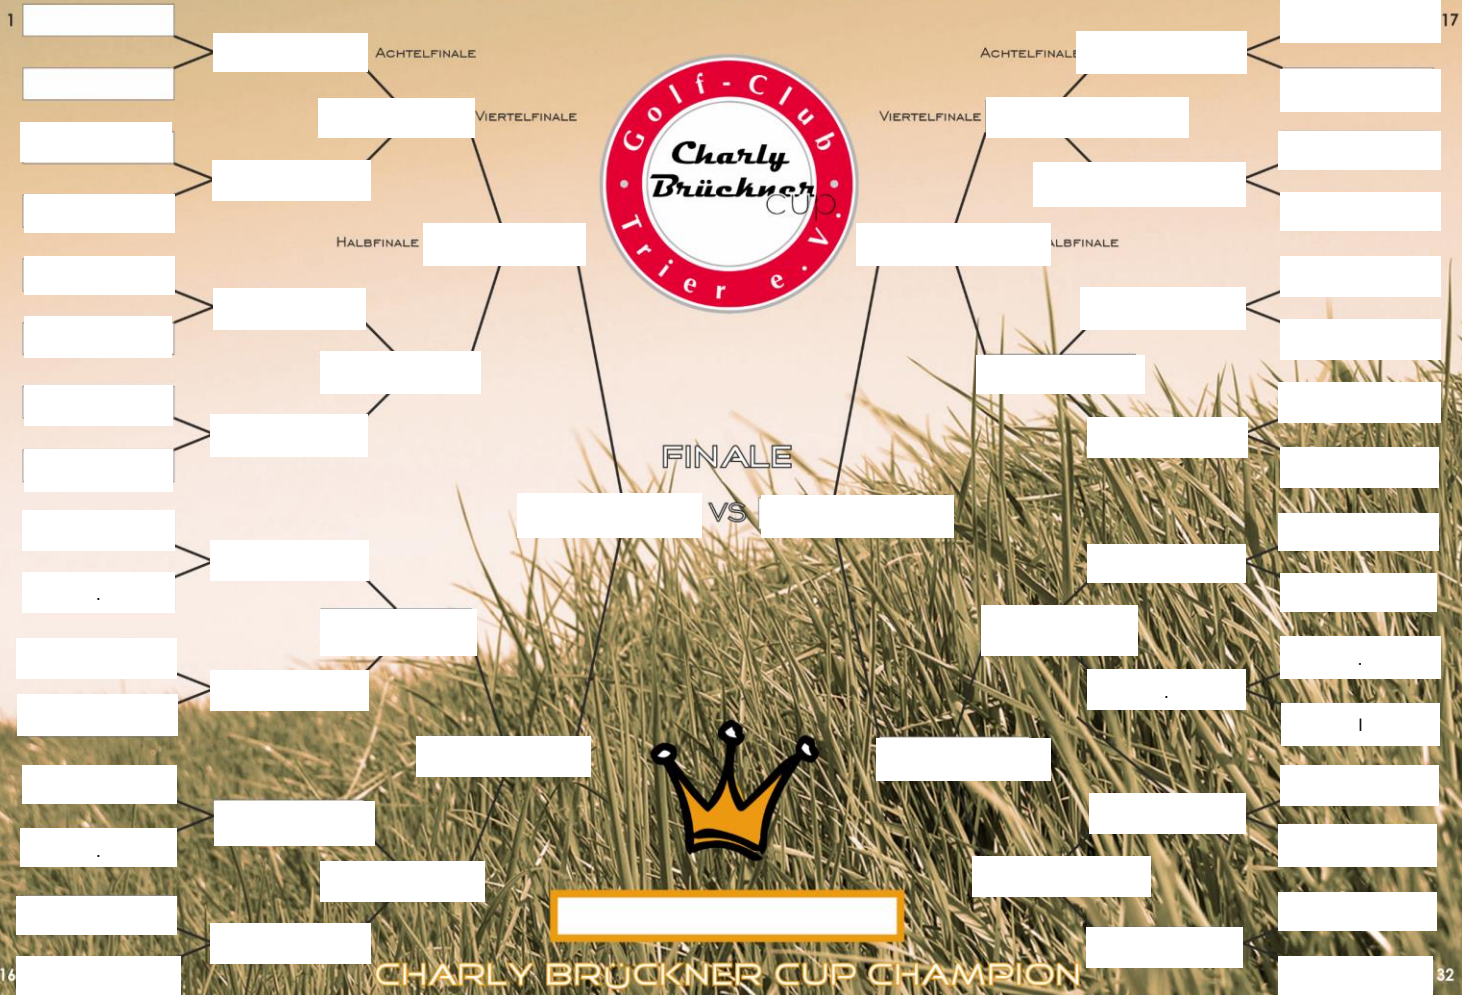 1
17
ACHTELFINALE
ACHTELFINALE
VIERTELFINALE
VIERTELFINALE
Golf-Club
Charly
Brückner
cup
Trier e.V.
HALBFINALE
ALBFINALE
FINALE
VS
.
.
.
I
.
16
32
CHARLY BRÜCKNER CUP CHAMPION